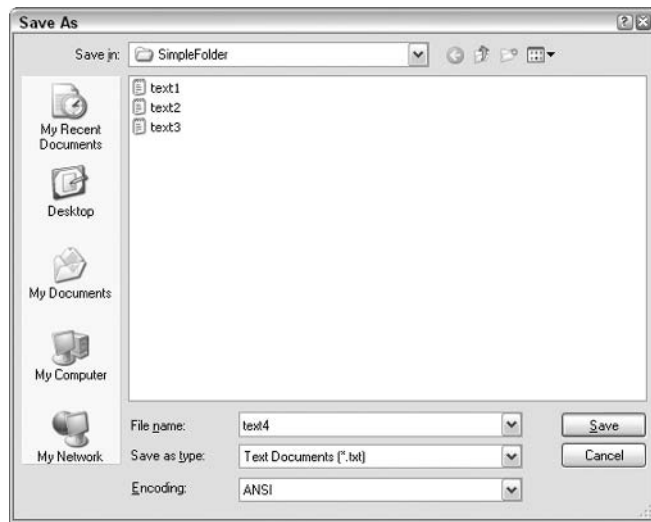 Save As
Save in:
SimpleFolder
text1
text2
text3
My Recent
Documents
Desktop
My Documents
My Computer
My Network
File name:
text4
Save
Save as type:
Text Documents (*.txt)
Cancel
Encoding:
ANSI